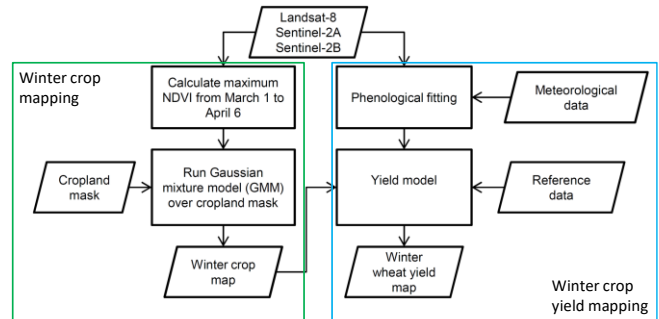 Landsat-8
Sentinel-2A
Sentinel-2B
Winter crop
mapping
Calculate maximum
NDVI from March 1 to
April 6
Phenological fitting
Meteorological
data
Cropland
mask
Run Gaussian
mixture model (GMM)
over cropland mask
Yield model
Reference
data
Winter crop
map
Winter
wheat yield
map
Winter crop
yield mapping